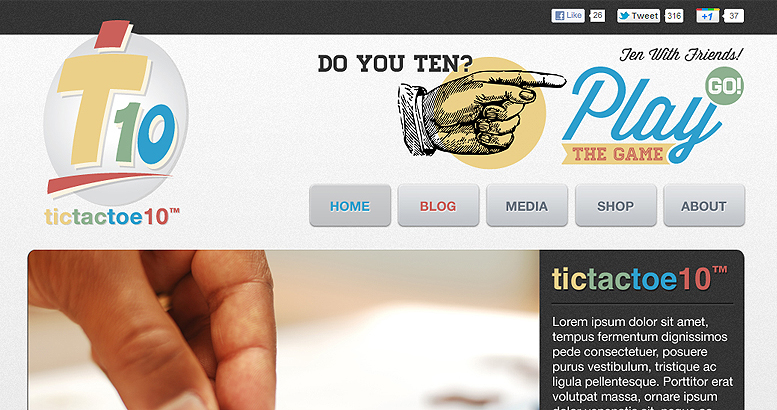 Like 26 Tweet 316 +1 37
T10
tictactoe10™
DO YOU TEN?
Ten With Friends!
Play
GO!
THE GAME
HOME BLOG MEDIA SHOP ABOUT
tictactoe10™
Lorem ipsum dolor sit amet,
tempus fermentum dignissimos
pede consectetuer, posuere
purus vestibulum, tristique ac
ligula pellentesque. Porttitor erat
volutpat massa, ornare ipsum